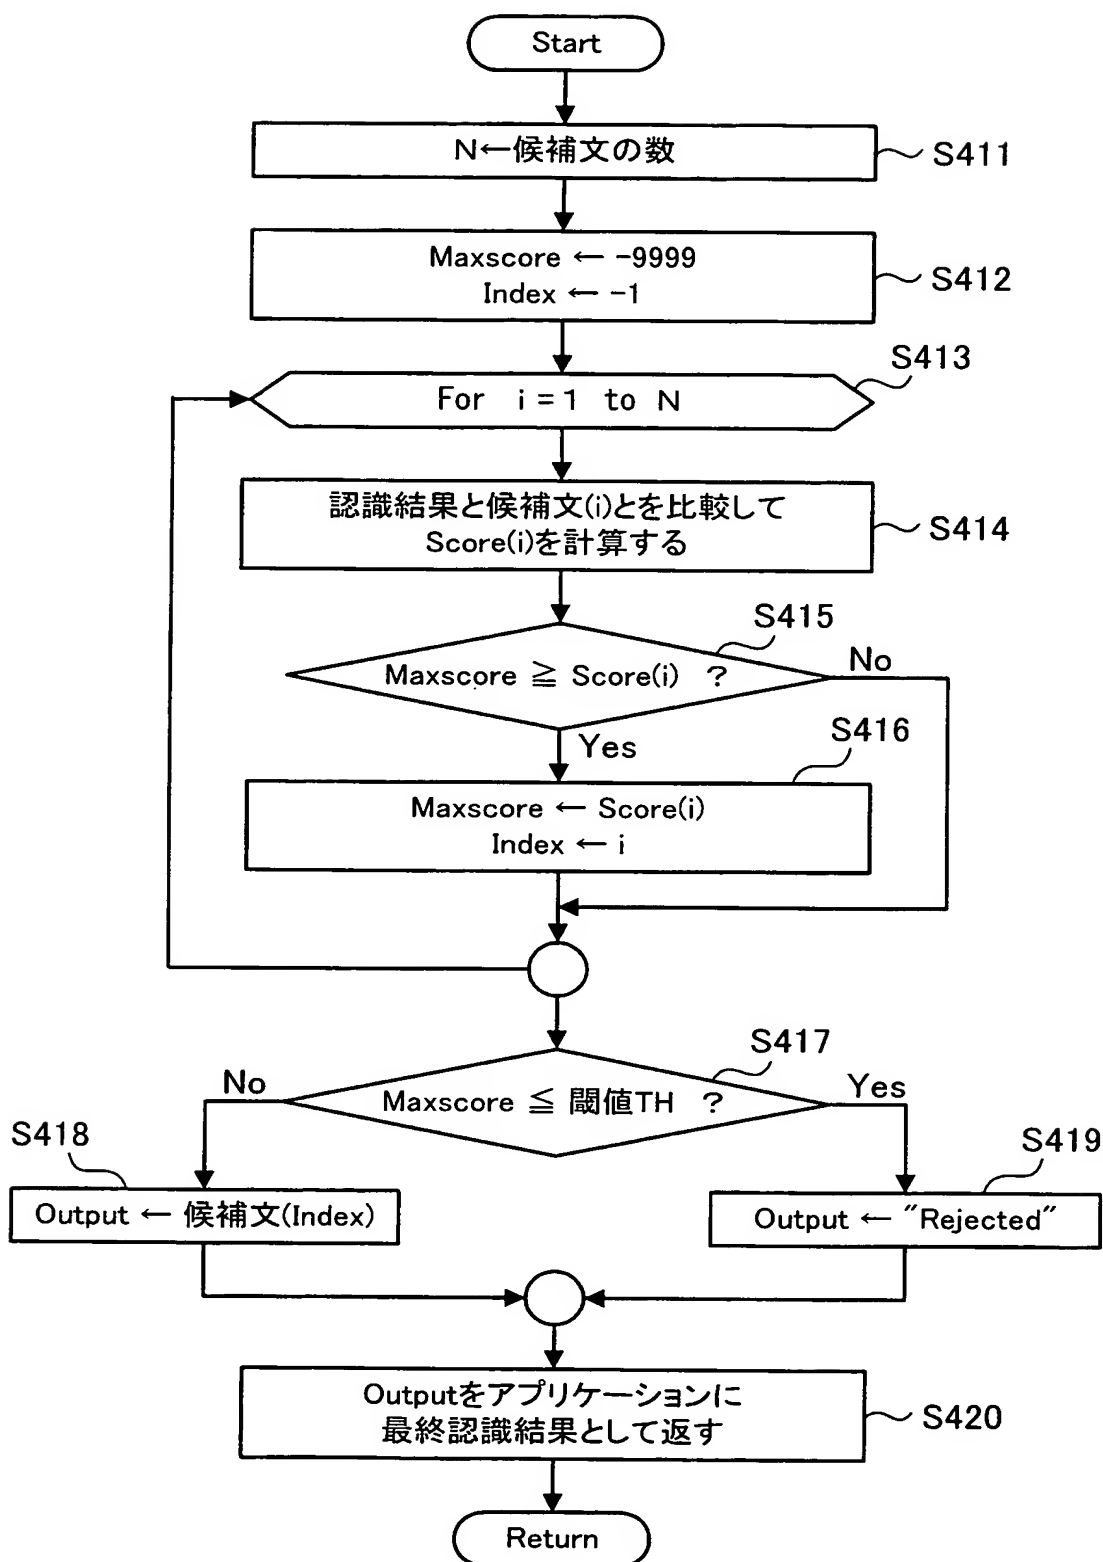 Start
N←候補文の数
S411
Maxscore ← -9999
Index ← -1
S412
S413
For i = 1 to N
認識結果と候補文(i)とを比較して
Score(i)を計算する
S414
S415
Maxscore ≧ Score(i) ?
No
Yes
S416
Maxscore ← Score(i)
Index ← i
S417
No
Maxscore ≦ 閾値TH ?
Yes
S418
Output ← 候補文(Index)
S419
Output ← "Rejected"
Outputをアプリケーションに
最終認識結果として返す
S420
Return